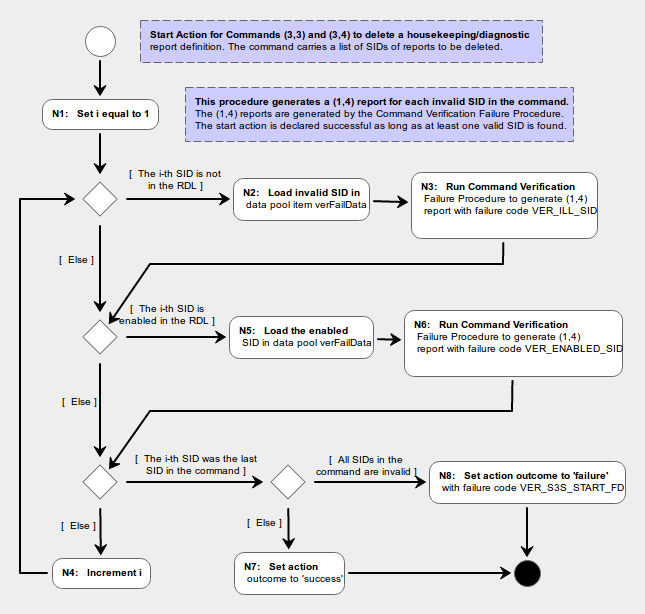 Start Action for Commands (3,3) and (3,4) to delete a housekeeping/diagnostic
report definition. The command carries a list of SIDs of reports to be deleted.
This procedure generates a (1,4) report for each invalid SID in the command.
The (1,4) reports are generated by the Command Verification Failure Procedure.
The start action is declared successful as long as at least one valid SID is found.
N1: Set i equal to 1
[ The i-th SID is not
in the RDL ]
N2: Load invalid SID in
data pool item verFailData
N3: Run Command Verification
Failure Procedure to generate (1,4)
report with failure code VER_ILL_SID
[ Else ]
[ The i-th SID is
enabled in the RDL ]
N5: Load the enabled
SID in data pool verFailData
N6: Run Command Verification
Failure Procedure to generate (1,4)
report with failure code VER_ENABLED_SID
[ Else ]
[ The i-th SID was the last
SID in the command ]
[ All SIDs in the
command are invalid ]
N8: Set action outcome to 'failure'
with failure code VER_S3S_START_FD
[ Else ]
[ Else ]
N4: Increment i
N7: Set action
outcome to 'success'